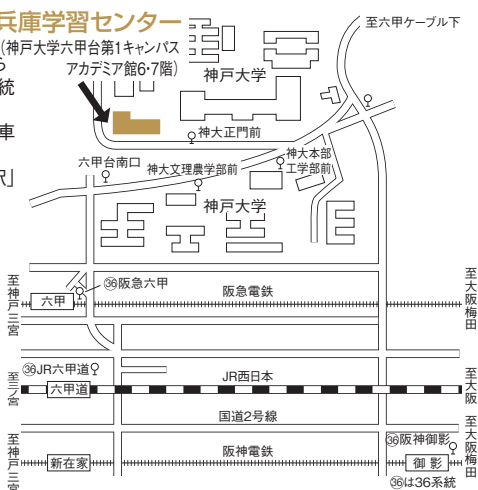 兵庫学習センター
(神戸大学六甲台第1キャンパス
アカデミア館6・7階)
ら
統
車
」
至六甲ケーブル下
神戸大学
神大正門前
六甲台南口
神大文理農学部前
神大本部
工学部前
神戸大学
至神戸三宮
㊱阪急六甲
六甲
阪急電鉄
至大阪梅田
㊱JR六甲道
至三ノ宮
六甲道
JR西日本
至大阪
国道2号線
至神戸三宮
新在家
阪神電鉄
㊱阪神御影
御影
至大阪梅田
㊱は36系統